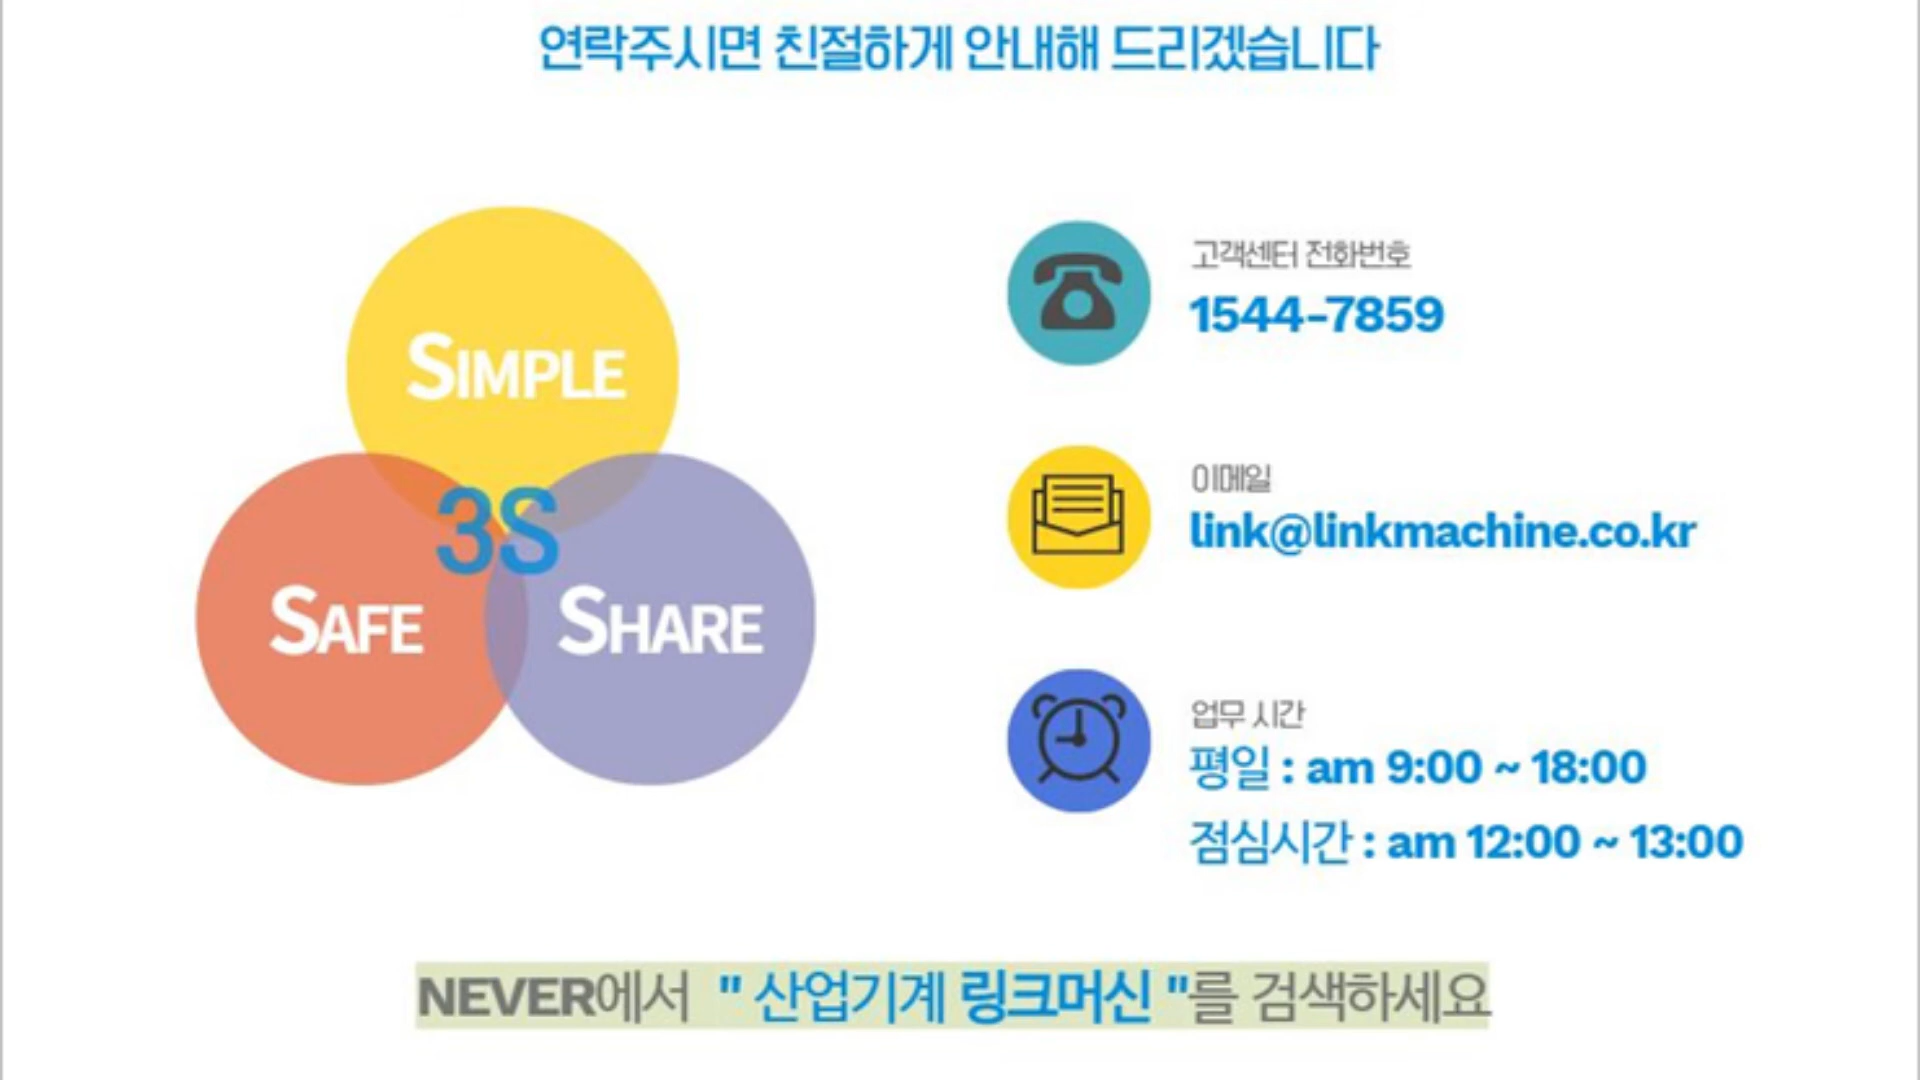 연락주시면 친절하게 안내해 드리겠습니다
SIMPLE
3S
SAFE
SHARE
고객센터 전화번호
1544-7859
이메일
link@linkmachine.co.kr
업무 시간
평일 : am 9:00 ~ 18:00
점심시간 : am 12:00 ~ 13:00
NEVER에서 " 산업기계 링크머신 "를 검색하세요